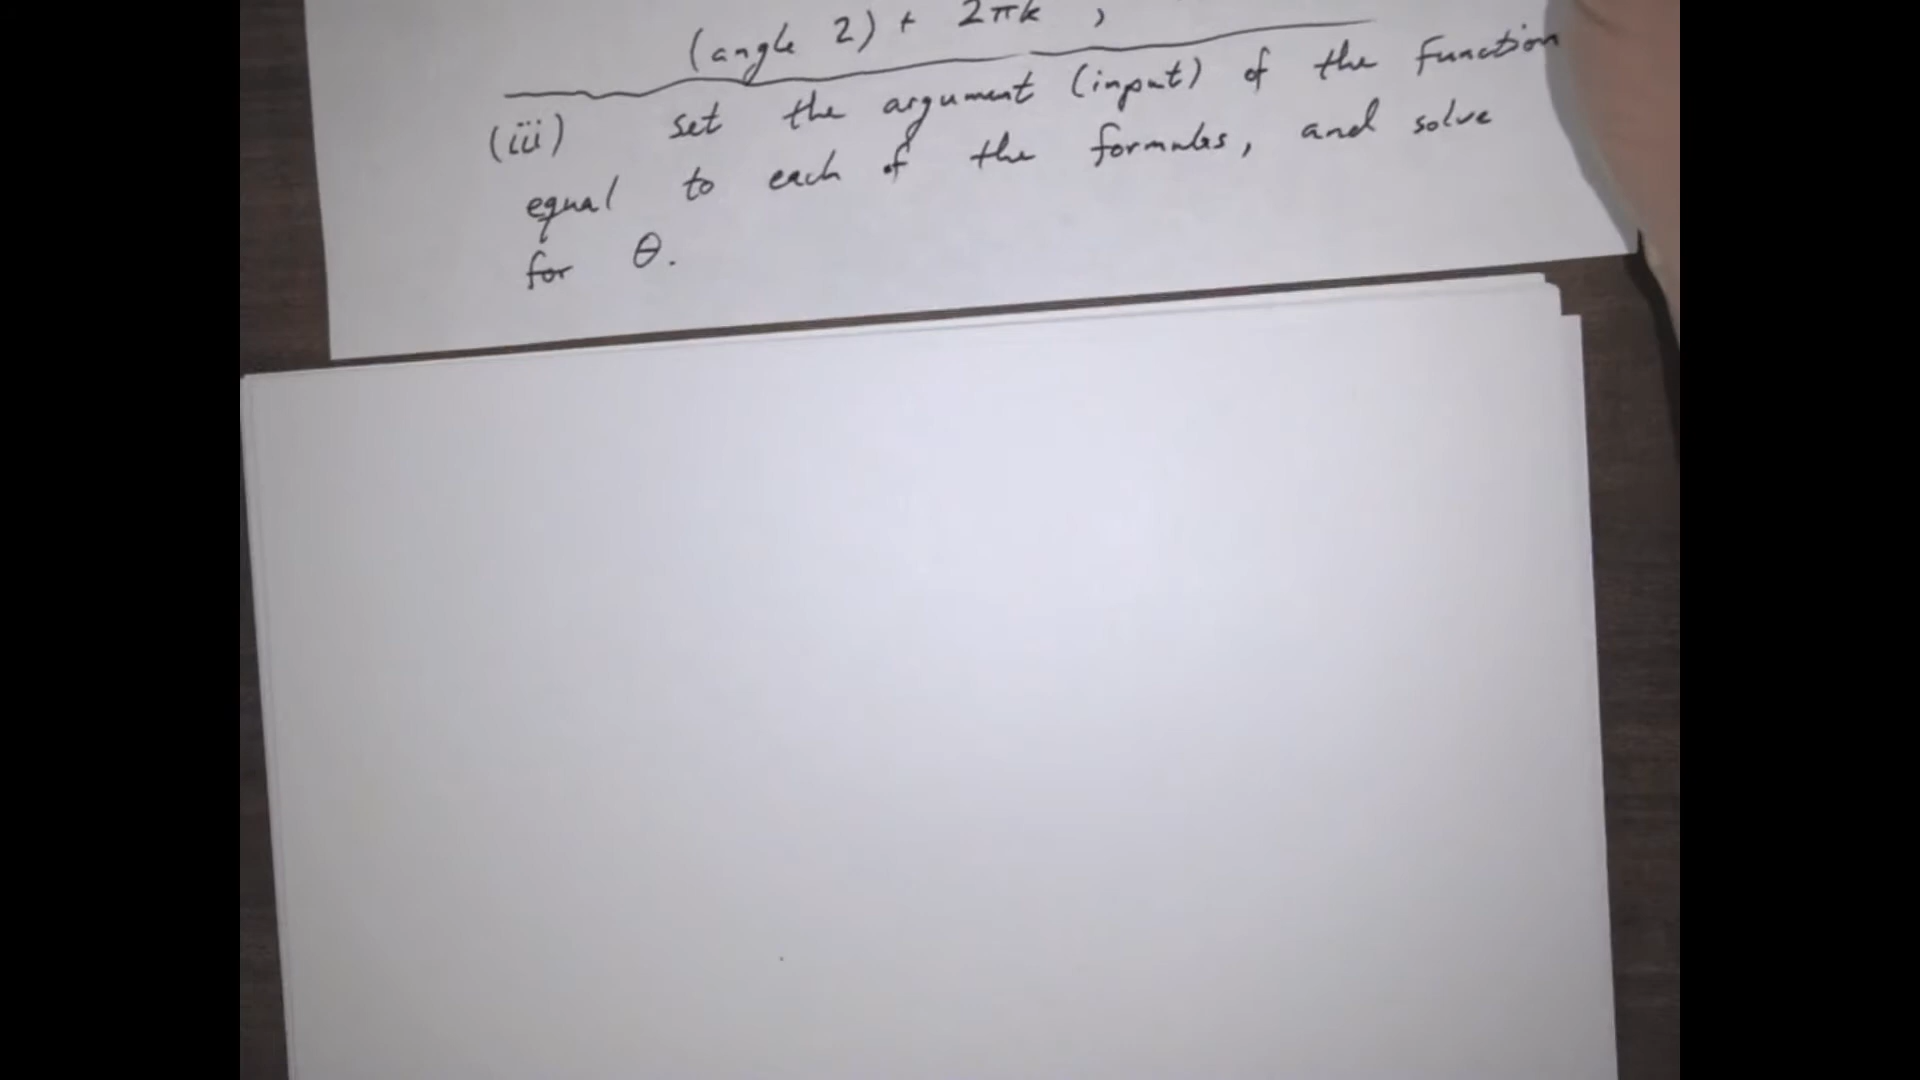 (angle 2) + 2πk ,
(iii) set the argument (input) of the function
equal to each of the formulas, and solve
for θ.